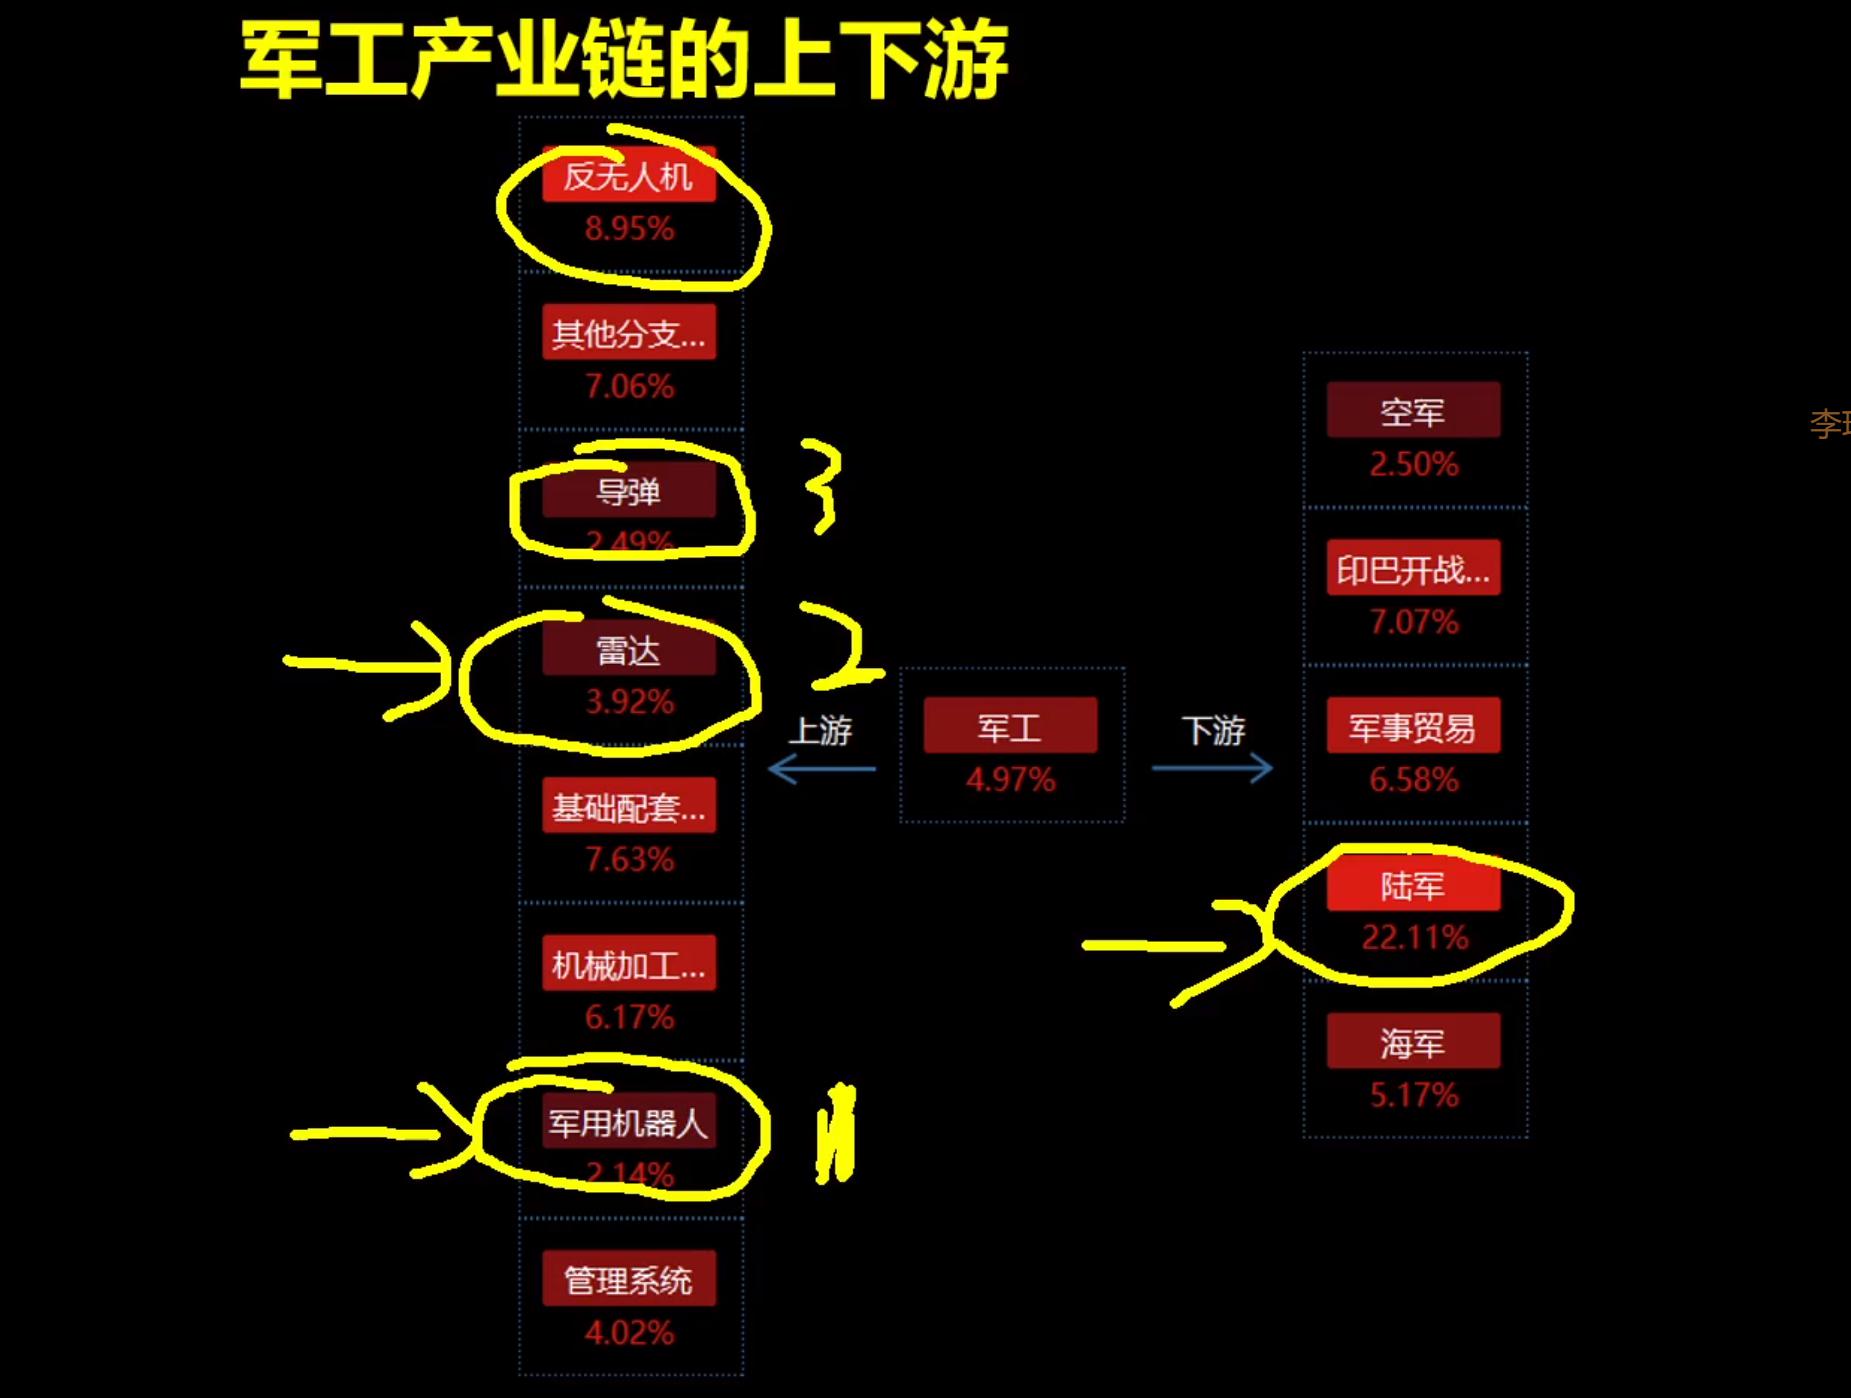 军工产业链的上下游
反无人机
8.95%
其他分支...
7.06%
导弹
2.49%
3
雷达
3.92%
2
基础配套...
7.63%
机械加工...
6.17%
军用机器人
2.14%
管理系统
4.02%
上游
军工
4.97%
下游
空军
2.50%
印巴开战...
7.07%
军事贸易
6.58%
陆军
22.11%
海军
5.17%
李